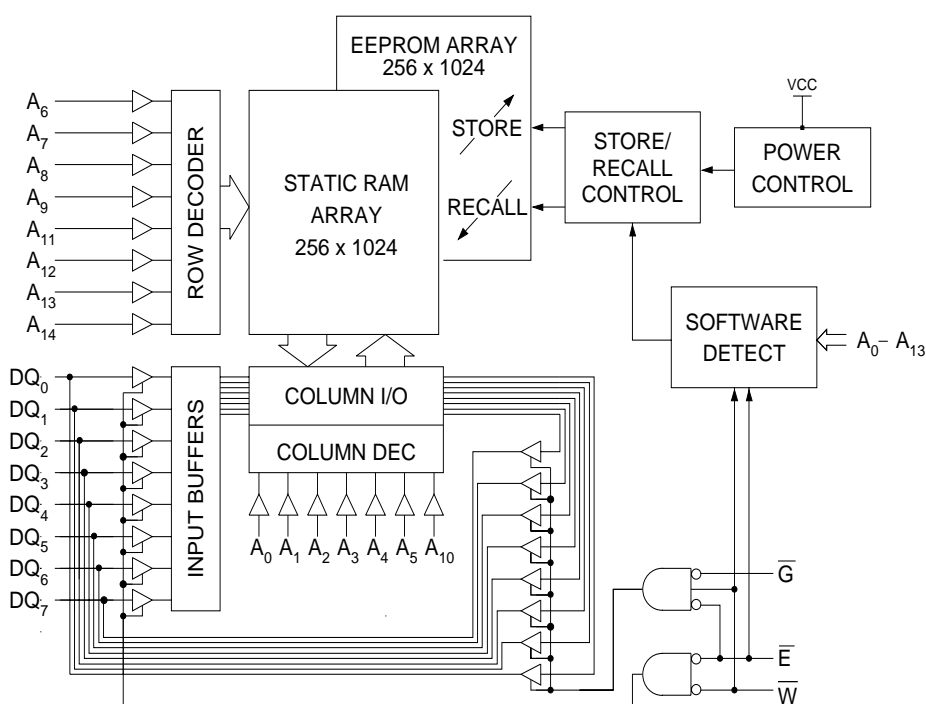 EEPROM ARRAY
256 x 1024
STORE
RECALL
STATIC RAM
ARRAY
256 x 1024
STORE/
RECALL
CONTROL
VCC
POWER
CONTROL
SOFTWARE
DETECT
A0– A13
A6
A7
A8
A9
A11
A12
A13
A14
ROW DECODER
DQ0
DQ1
DQ2
DQ3
DQ4
DQ5
DQ6
DQ7
INPUT BUFFERS
COLUMN I/O
COLUMN DEC
A0 A1 A2 A3 A4 A5 A10
G̅
E̅
W̅